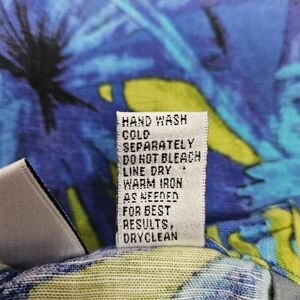 HAND WASH
COLD
SEPARATELY
DO NOT BLEACH
LINE DRY
WARM IRON
AS NEEDED
FOR BEST
RESULTS,
DRYCLEAN